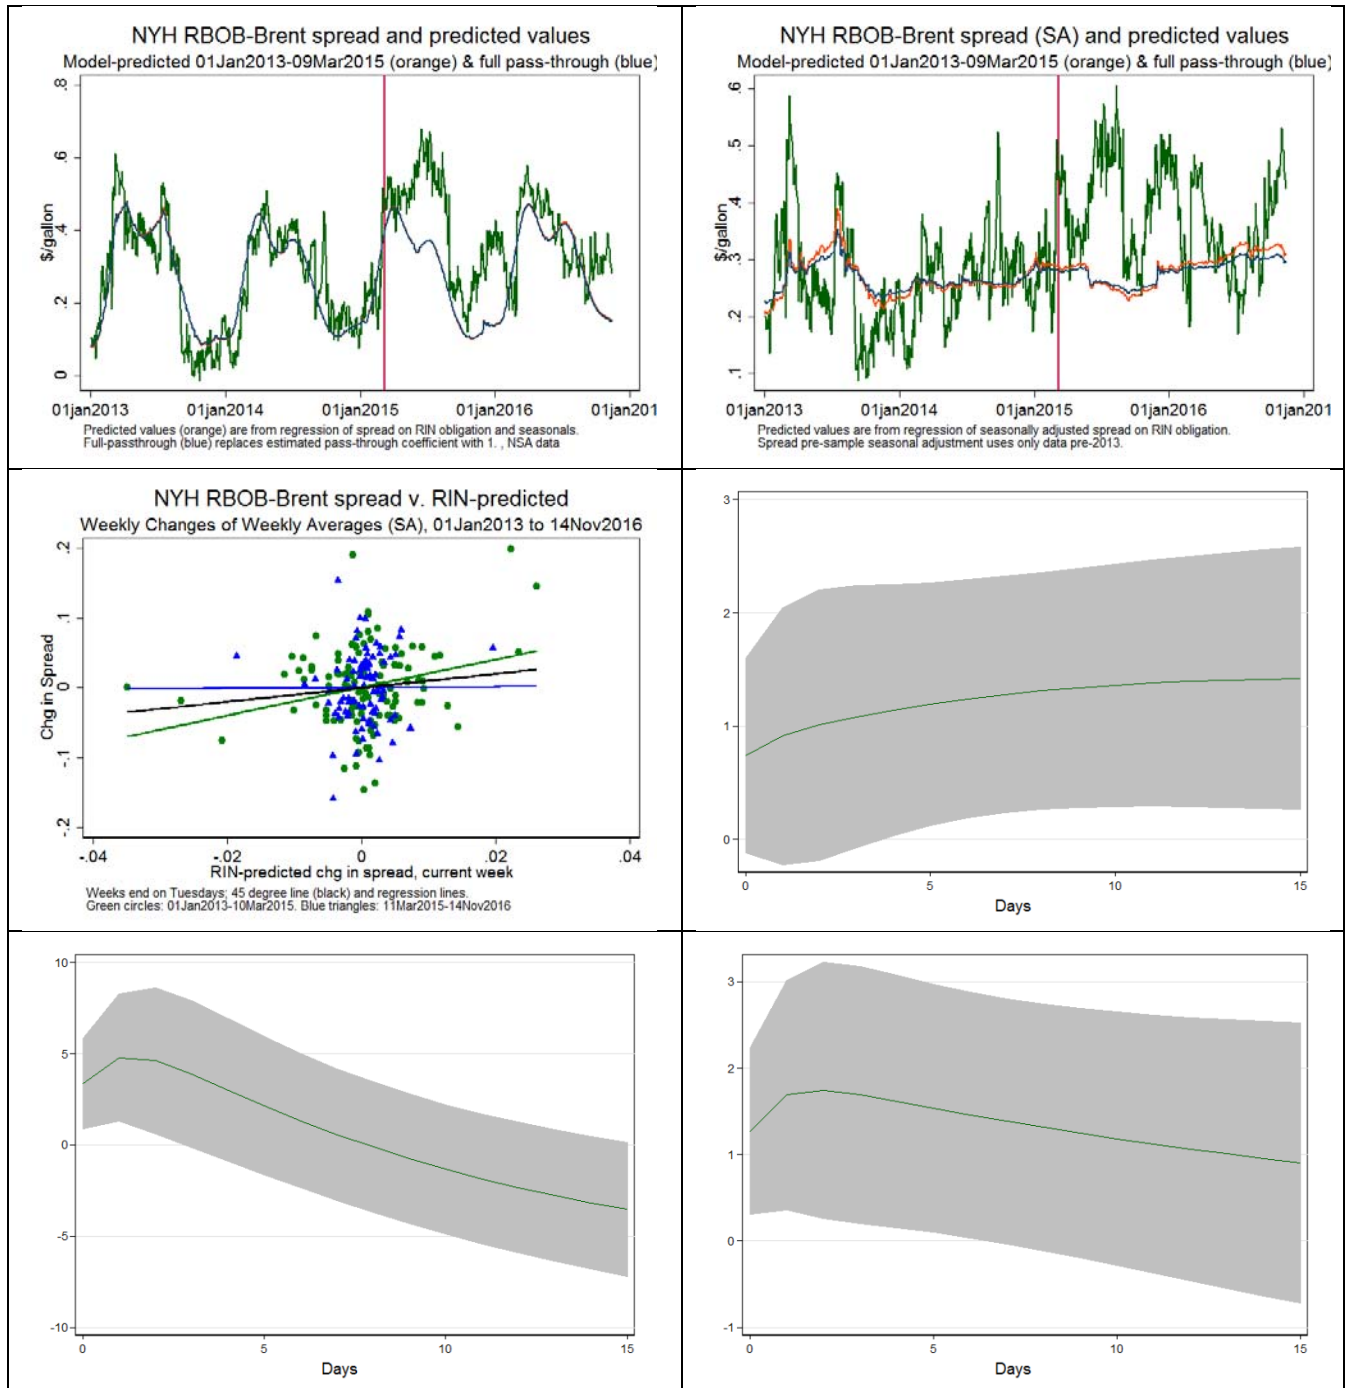 NYH RBOB-Brent spread and predicted values
Model-predicted 01Jan2013-09Mar2015 (orange) & full pass-through (blue)
$/gallon
.8
.6
.4
.2
0
01jan2013 01jan2014 01jan2015 01jan2016 01jan201
Predicted values (orange) are from regression of spread on RIN obligation and seasonals.
Full-passthrough (blue) replaces estimated pass-through coefficient with 1. , NSA data
NYH RBOB-Brent spread (SA) and predicted values
Model-predicted 01Jan2013-09Mar2015 (orange) & full pass-through (blue)
$/gallon
.6
.5
.4
.3
.2
.1
01jan2013 01jan2014 01jan2015 01jan2016 01jan201
Predicted values are from regression of seasonally adjusted spread on RIN obligation.
Spread pre-sample seasonal adjustment uses only data pre-2013.
NYH RBOB-Brent spread v. RIN-predicted
Weekly Changes of Weekly Averages (SA), 01Jan2013 to 14Nov2016
Chg in Spread
.2
.1
0
-.1
-.2
-.04 -.02 0 .02 .04
RIN-predicted chg in spread, current week
Weeks end on Tuesdays; 45 degree line (black) and regression lines.
Green circles: 01Jan2013-10Mar2015. Blue triangles: 11Mar2015-14Nov2016
3
2
1
0
0 5 10 15
Days
10
5
0
-5
-10
0 5 10 15
Days
3
2
1
0
-1
0 5 10 15
Days